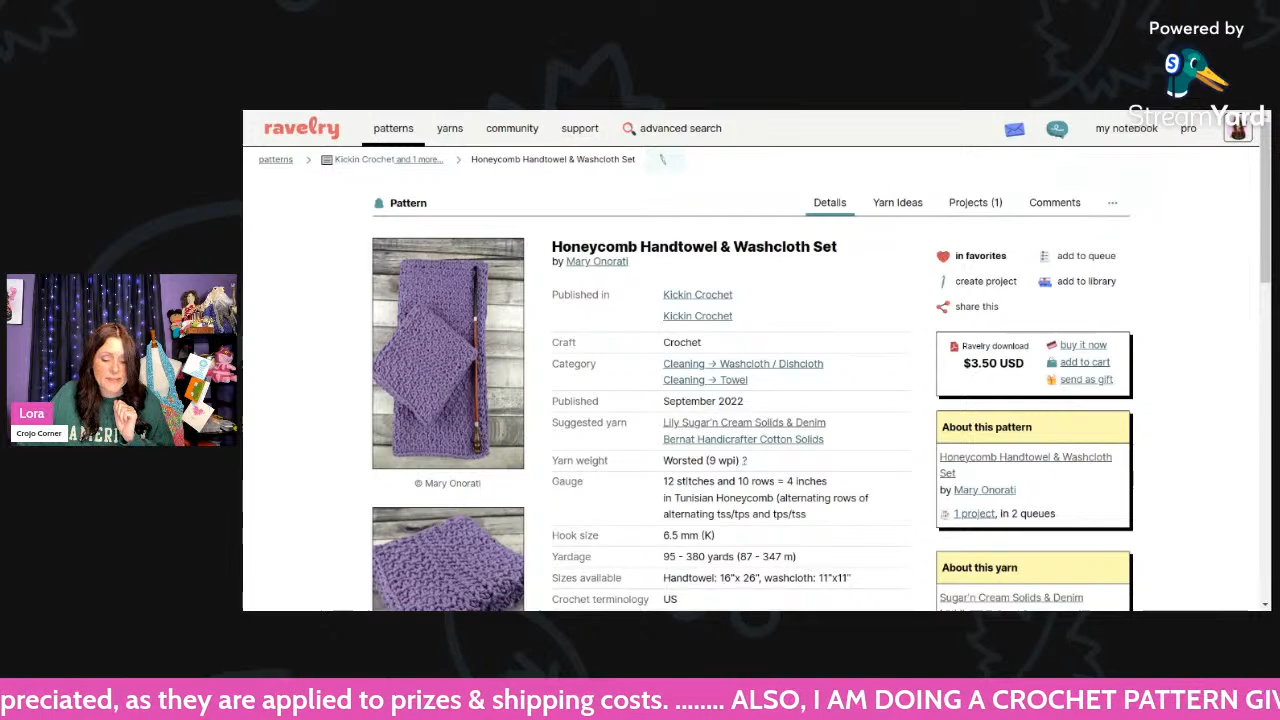 Powered by
StreamYard
ravelry
patterns yarns community support advanced search my notebook pro
patterns Kickin Crochet and 1 more... Honeycomb Handtowel & Washcloth Set
Pattern Details Yarn Ideas Projects (1) Comments ...
Honeycomb Handtowel & Washcloth Set
by Mary Onorati
Published in Kickin Crochet
Kickin Crochet
Craft Crochet
Category Cleaning → Washcloth / Dishcloth
Cleaning → Towel
Published September 2022
Suggested yarn Lily Sugar'n Cream Solids & Denim
Bernat Handicrafter Cotton Solids
Yarn weight Worsted (9 wpi) ?
Gauge 12 stitches and 10 rows = 4 inches
in Tunisian Honeycomb (alternating rows of
alternating tss/tps and tps/tss
Hook size 6.5 mm (K)
Yardage 95 - 380 yards (87 - 347 m)
Sizes available Handtowel: 16"x 26", washcloth: 11"x11"
Crochet terminology US
© Mary Onorati
in favorites add to queue
create project add to library
share this
Ravelry download
$3.50 USD
buy it now
add to cart
send as gift
About this pattern
Honeycomb Handtowel & Washcloth
Set
by Mary Onorati
1 project, in 2 queues
About this yarn
Sugar'n Cream Solids & Denim
Lora
Crojo Corner
AMERI
preciated, as they are applied to prizes & shipping costs. ........ ALSO, I AM DOING A CROCHET PATTERN GIV